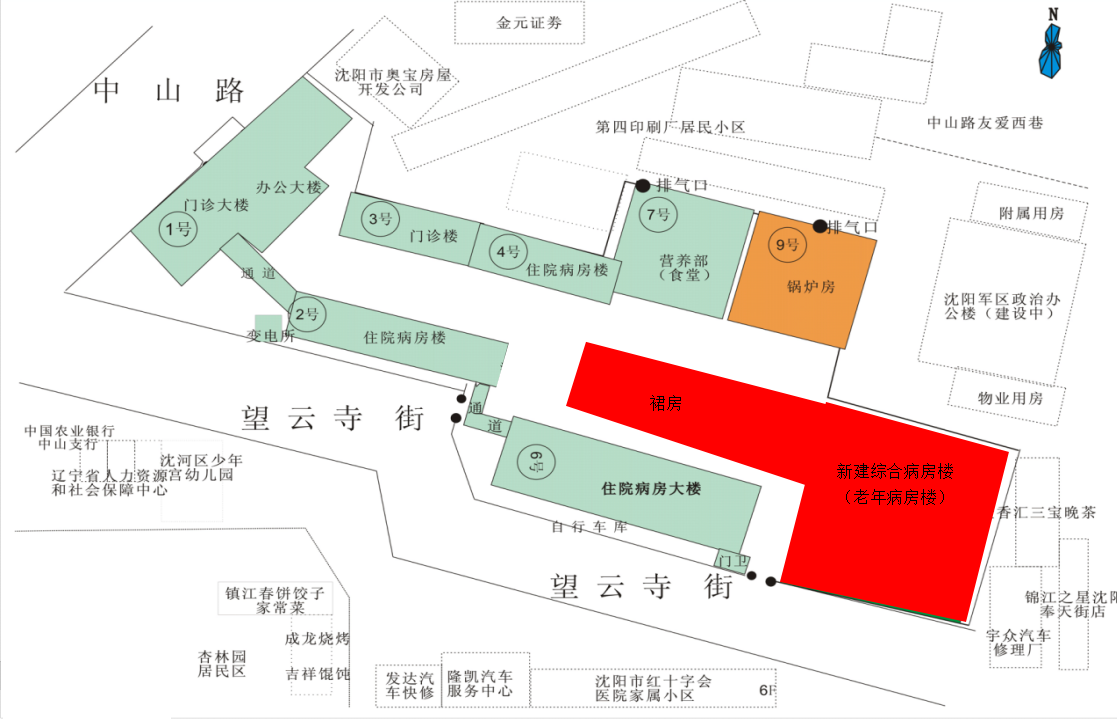 金元证券
N
沈阳市奥宝房屋
开发公司
中山路
第四印刷厂居民小区
中山路友爱西巷
办公大楼
门诊大楼
1号
3号
门诊楼
4号
住院病房楼
排气口
7号
营养部
（食堂）
排气口
9号
锅炉房
附属用房
沈阳军区政治办
公楼（建设中）
物业用房
通道
2号
变电所
住院病房楼
望云寺街
通
道
裙房
6号
住院病房大楼
新建综合病房楼
（老年病房楼）
自行车库
门卫
望云寺街
中国农业银行
中山支行
辽宁省人力资源
和社会保障中心
沈河区少年
宫幼儿园
香汇三宝晚茶
锦江之星沈阳
奉天街店
宇众汽车
修理厂
镇江春饼饺子
家常菜
成龙烧烤
吉祥馄饨
杏林园
居民区
发达汽
车快修
隆凯汽车
服务中心
沈阳市红十字会
医院家属小区
6F